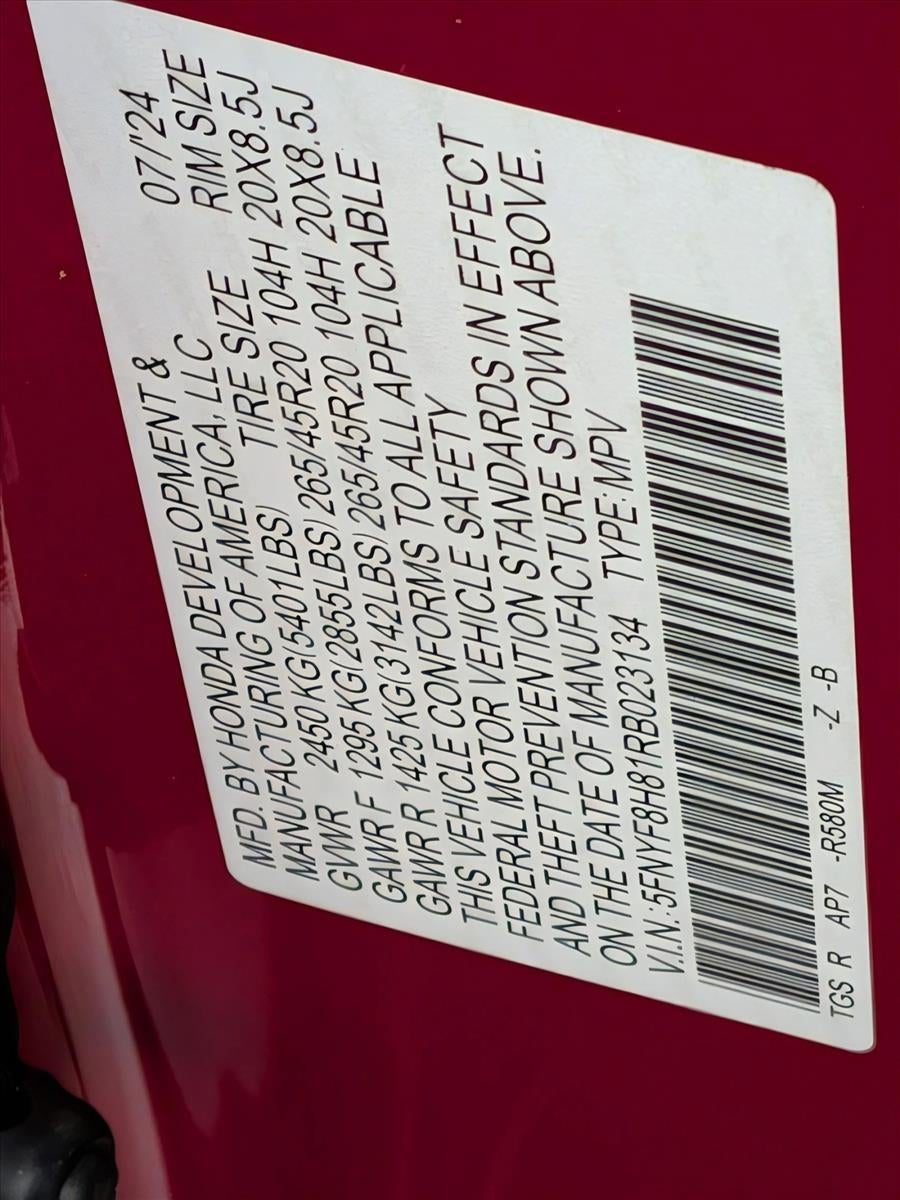 MFD. BY HONDA DEVELOPMENT & 07/'24
MANUFACTURING OF AMERICA, LLC RIM SIZE
GVWR 2450 KG(5401LBS) TIRE SIZE 20X8.5J
GAWR F 1295 KG(2855LBS) 265/45R20 104H 20X8.5J
GAWR R 1425 KG(3142LBS) 265/45R20 104H
THIS VEHICLE CONFORMS TO ALL APPLICABLE
FEDERAL MOTOR VEHICLE SAFETY
AND THEFT PREVENTION STANDARDS IN EFFECT
ON THE DATE OF MANUFACTURE SHOWN ABOVE.
V.I.N.:5FNYF8H81RB023134 TYPE:MPV
TGS R AP7 -R580M -Z -B